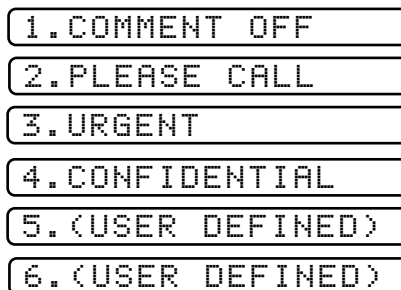 1.COMMENT OFF
2.PLEASE CALL
3.URGENT
4.CONFIDENTIAL
5.(USER DEFINED)
6.(USER DEFINED)